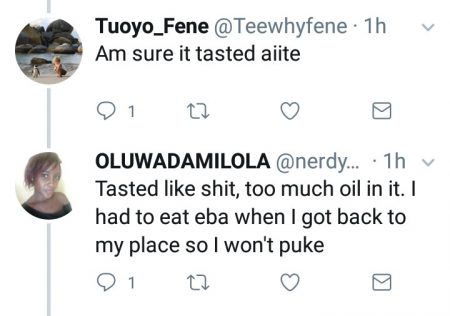 Tuoyo_Fene @Teewhyfene · 1h
Am sure it tasted aiite
1
OLUWADAMILOLA @nerdy... · 1h
Tasted like shit, too much oil in it. I
had to eat eba when I got back to
my place so I won't puke
1